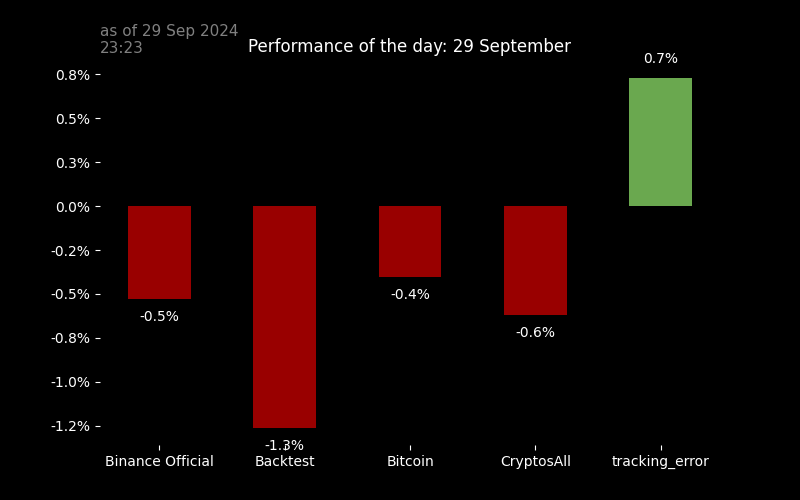 as of 29 Sep 2024
23:23
Performance of the day: 29 September
0.7%
0.8%
0.5%
0.3%
0.0%
-0.2%
-0.5%
-0.8%
-1.0%
-1.2%
-0.5%
-1.3%
-0.4%
-0.6%
Binance Official
Backtest
Bitcoin
CryptosAll
tracking_error